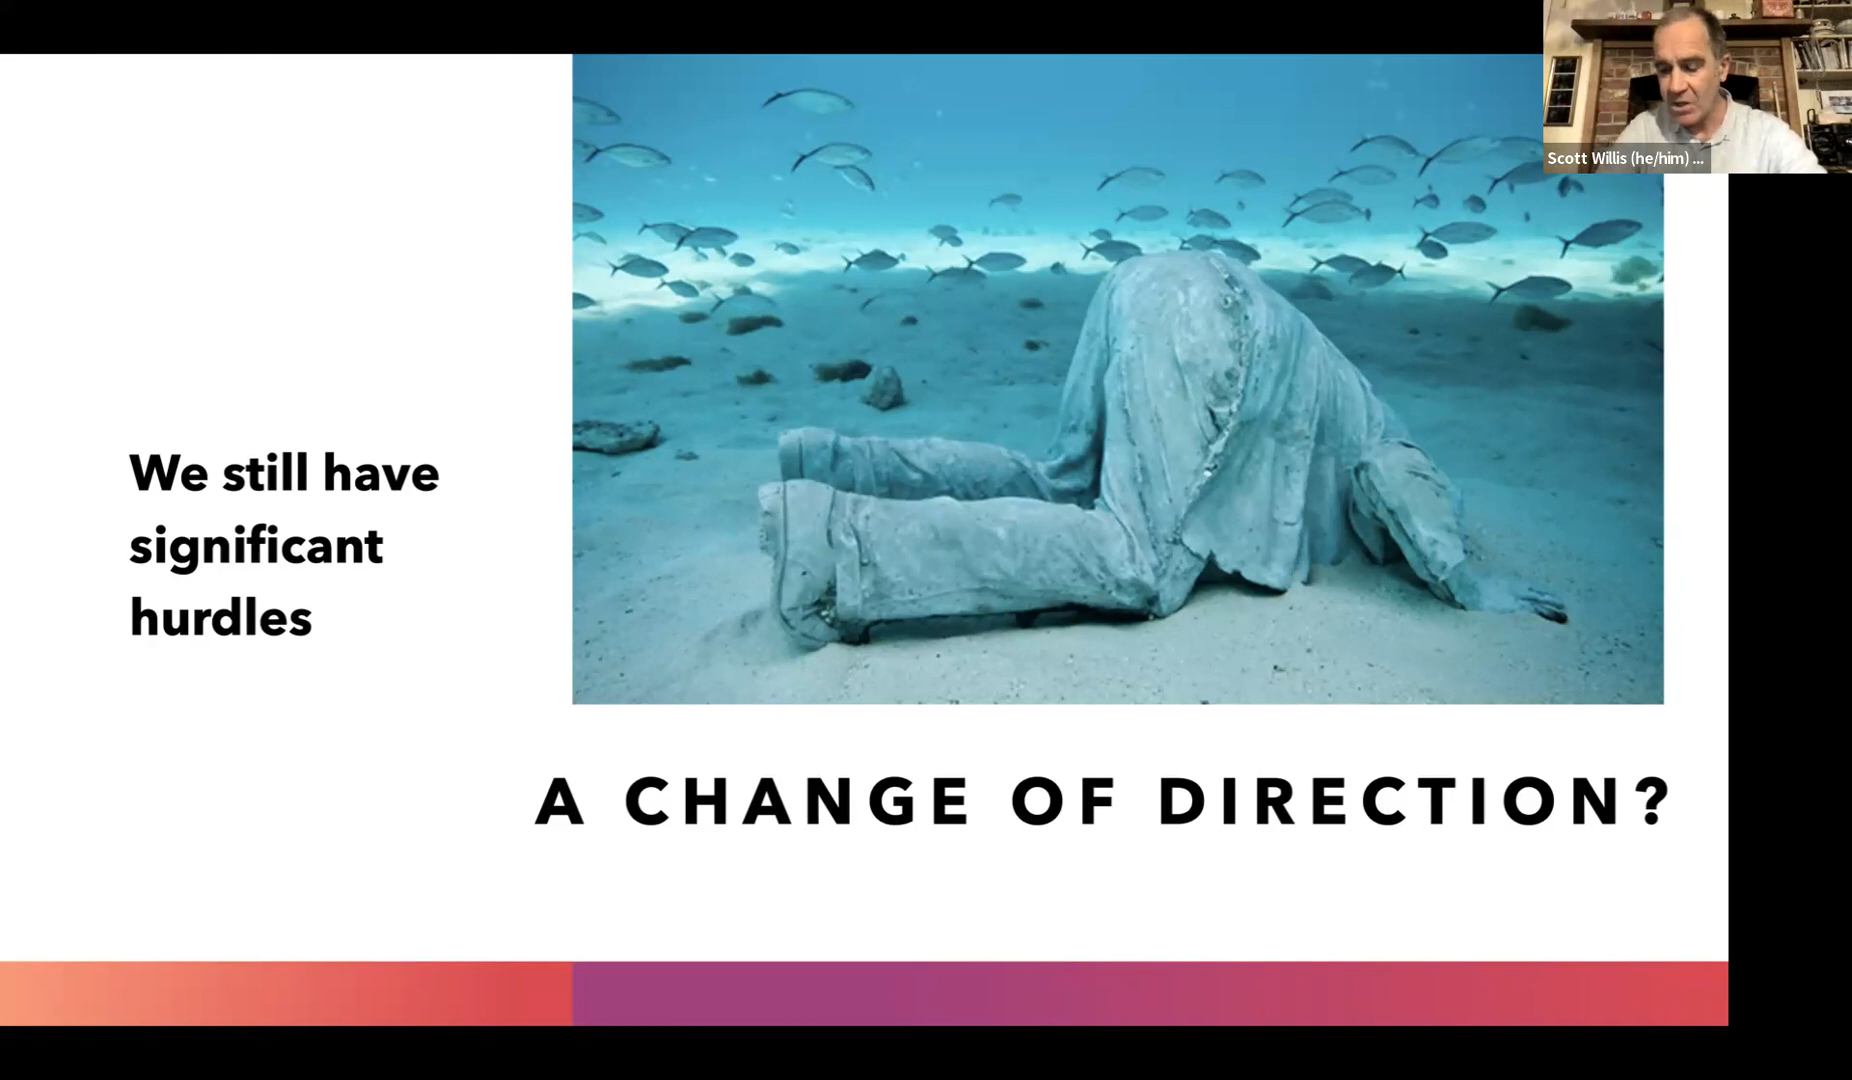 Scott Willis (he/him) ...
We still have
significant
hurdles
A CHANGE OF DIRECTION?